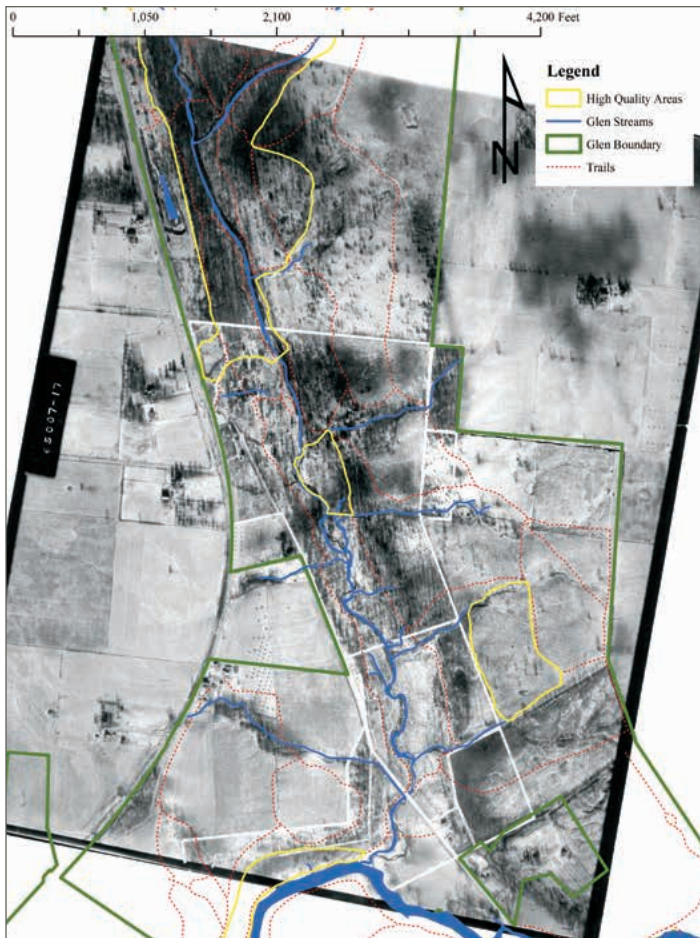 0 1,050 2,100 4,200 Feet
Legend
High Quality Areas
Glen Streams
Glen Boundary
Trails
N